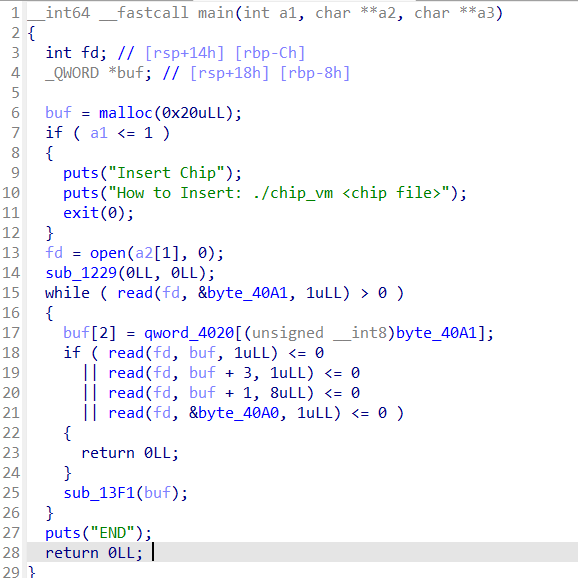 1 __int64 __fastcall main(int a1, char **a2, char **a3)
2 {
3 int fd; // [rsp+14h] [rbp-Ch]
4 _QWORD *buf; // [rsp+18h] [rbp-8h]
5
6 buf = malloc(0x20uLL);
7 if ( a1 <= 1 )
8 {
9 puts("Insert Chip");
10 puts("How to Insert: ./chip_vm <chip file>");
11 exit(0);
12 }
13 fd = open(a2[1], 0);
14 sub_1229(0LL, 0LL);
15 while ( read(fd, &byte_40A1, 1uLL) > 0 )
16 {
17 buf[2] = qword_4020[(unsigned __int8)byte_40A1];
18 if ( read(fd, buf, 1uLL) <= 0
19 || read(fd, buf + 3, 1uLL) <= 0
20 || read(fd, buf + 1, 8uLL) <= 0
21 || read(fd, &byte_40A0, 1uLL) <= 0 )
22 {
23 return 0LL;
24 }
25 sub_13F1(buf);
26 }
27 puts("END");
28 return 0LL;
29 }